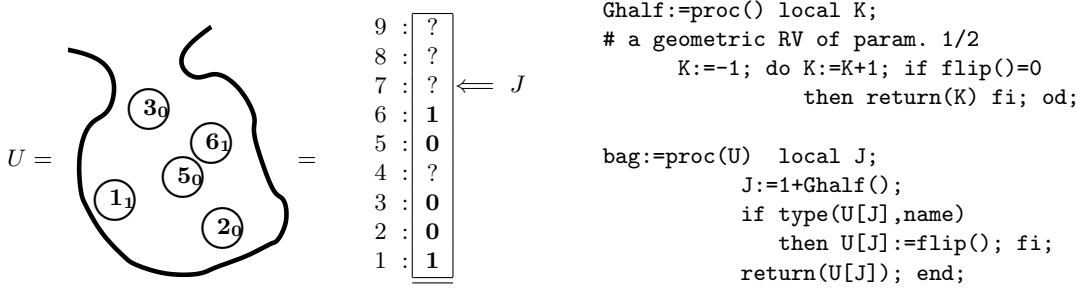 U =
3₀
6₁
5₀
1₁
2₀
=
9 : ?
8 : ?
7 : ? ⟸ J
6 : 1
5 : 0
4 : ?
3 : 0
2 : 0
1 : 1
Ghalf:=proc() local K;
# a geometric RV of param. 1/2
K:=-1; do K:=K+1; if flip()=0
then return(K) fi; od;
bag:=proc(U) local J;
J:=1+Ghalf();
if type(U[J],name)
then U[J]:=flip(); fi;
return(U[J]); end;